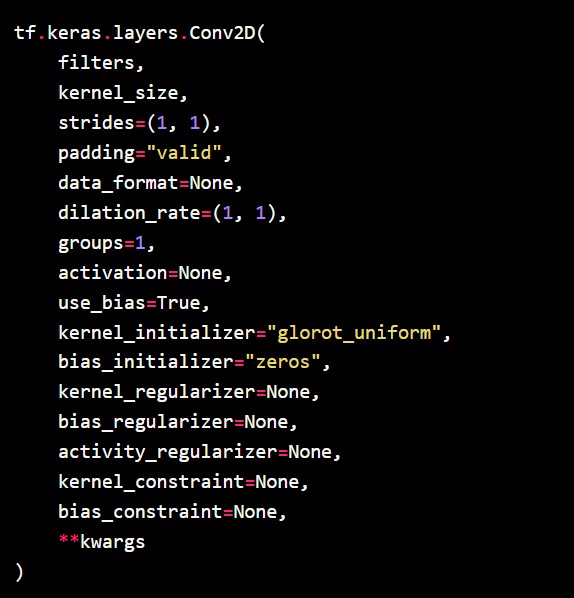 tf.keras.layers.Conv2D(
    filters,
    kernel_size,
    strides=(1, 1),
    padding="valid",
    data_format=None,
    dilation_rate=(1, 1),
    groups=1,
    activation=None,
    use_bias=True,
    kernel_initializer="glorot_uniform",
    bias_initializer="zeros",
    kernel_regularizer=None,
    bias_regularizer=None,
    activity_regularizer=None,
    kernel_constraint=None,
    bias_constraint=None,
    **kwargs
)